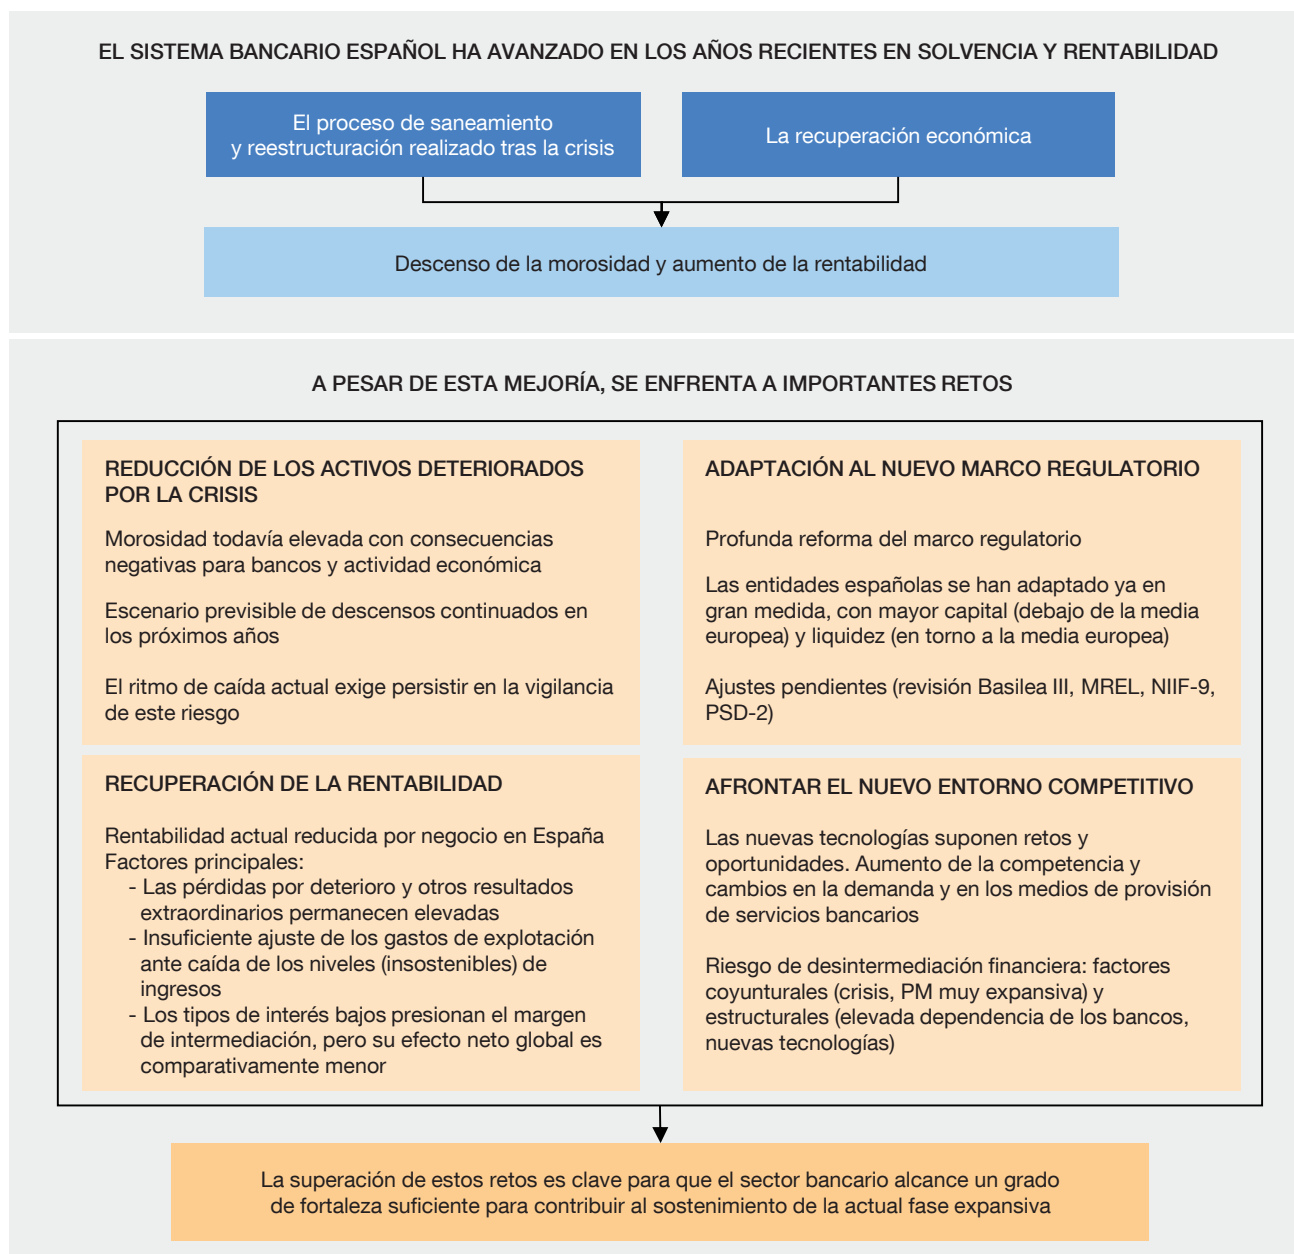 EL SISTEMA BANCARIO ESPAÑOL HA AVANZADO EN LOS AÑOS RECIENTES EN SOLVENCIA Y RENTABILIDAD
El proceso de saneamiento
y reestructuración realizado tras la crisis
La recuperación económica
Descenso de la morosidad y aumento de la rentabilidad
A PESAR DE ESTA MEJORÍA, SE ENFRENTA A IMPORTANTES RETOS
REDUCCIÓN DE LOS ACTIVOS DETERIORADOS
POR LA CRISIS
Morosidad todavía elevada con consecuencias
negativas para bancos y actividad económica
Escenario previsible de descensos continuados en
los próximos años
El ritmo de caída actual exige persistir en la vigilancia
de este riesgo
ADAPTACIÓN AL NUEVO MARCO REGULATORIO
Profunda reforma del marco regulatorio
Las entidades españolas se han adaptado ya en
gran medida, con mayor capital (debajo de la media
europea) y liquidez (en torno a la media europea)
Ajustes pendientes (revisión Basilea III, MREL, NIIF-9,
PSD-2)
RECUPERACIÓN DE LA RENTABILIDAD
Rentabilidad actual reducida por negocio en España
Factores principales:
- Las pérdidas por deterioro y otros resultados
extraordinarios permanecen elevadas
- Insuficiente ajuste de los gastos de explotación
ante caída de los niveles (insostenibles) de
ingresos
- Los tipos de interés bajos presionan el margen
de intermediación, pero su efecto neto global es
comparativamente menor
AFRONTAR EL NUEVO ENTORNO COMPETITIVO
Las nuevas tecnologías suponen retos y
oportunidades. Aumento de la competencia y
cambios en la demanda y en los medios de provisión
de servicios bancarios
Riesgo de desintermediación financiera: factores
coyunturales (crisis, PM muy expansiva) y
estructurales (elevada dependencia de los bancos,
nuevas tecnologías)
La superación de estos retos es clave para que el sector bancario alcance un grado
de fortaleza suficiente para contribuir al sostenimiento de la actual fase expansiva